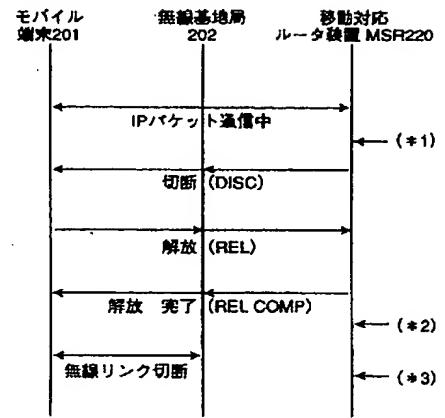 モバイル
端末201
無線基地局
202
移動対応
ルータ装置 MSR220
IPパケット通信中
(*1)
切断 (DISC)
解放 (REL)
解放 完了 (REL COMP)
(*2)
無線リンク切断
(*3)